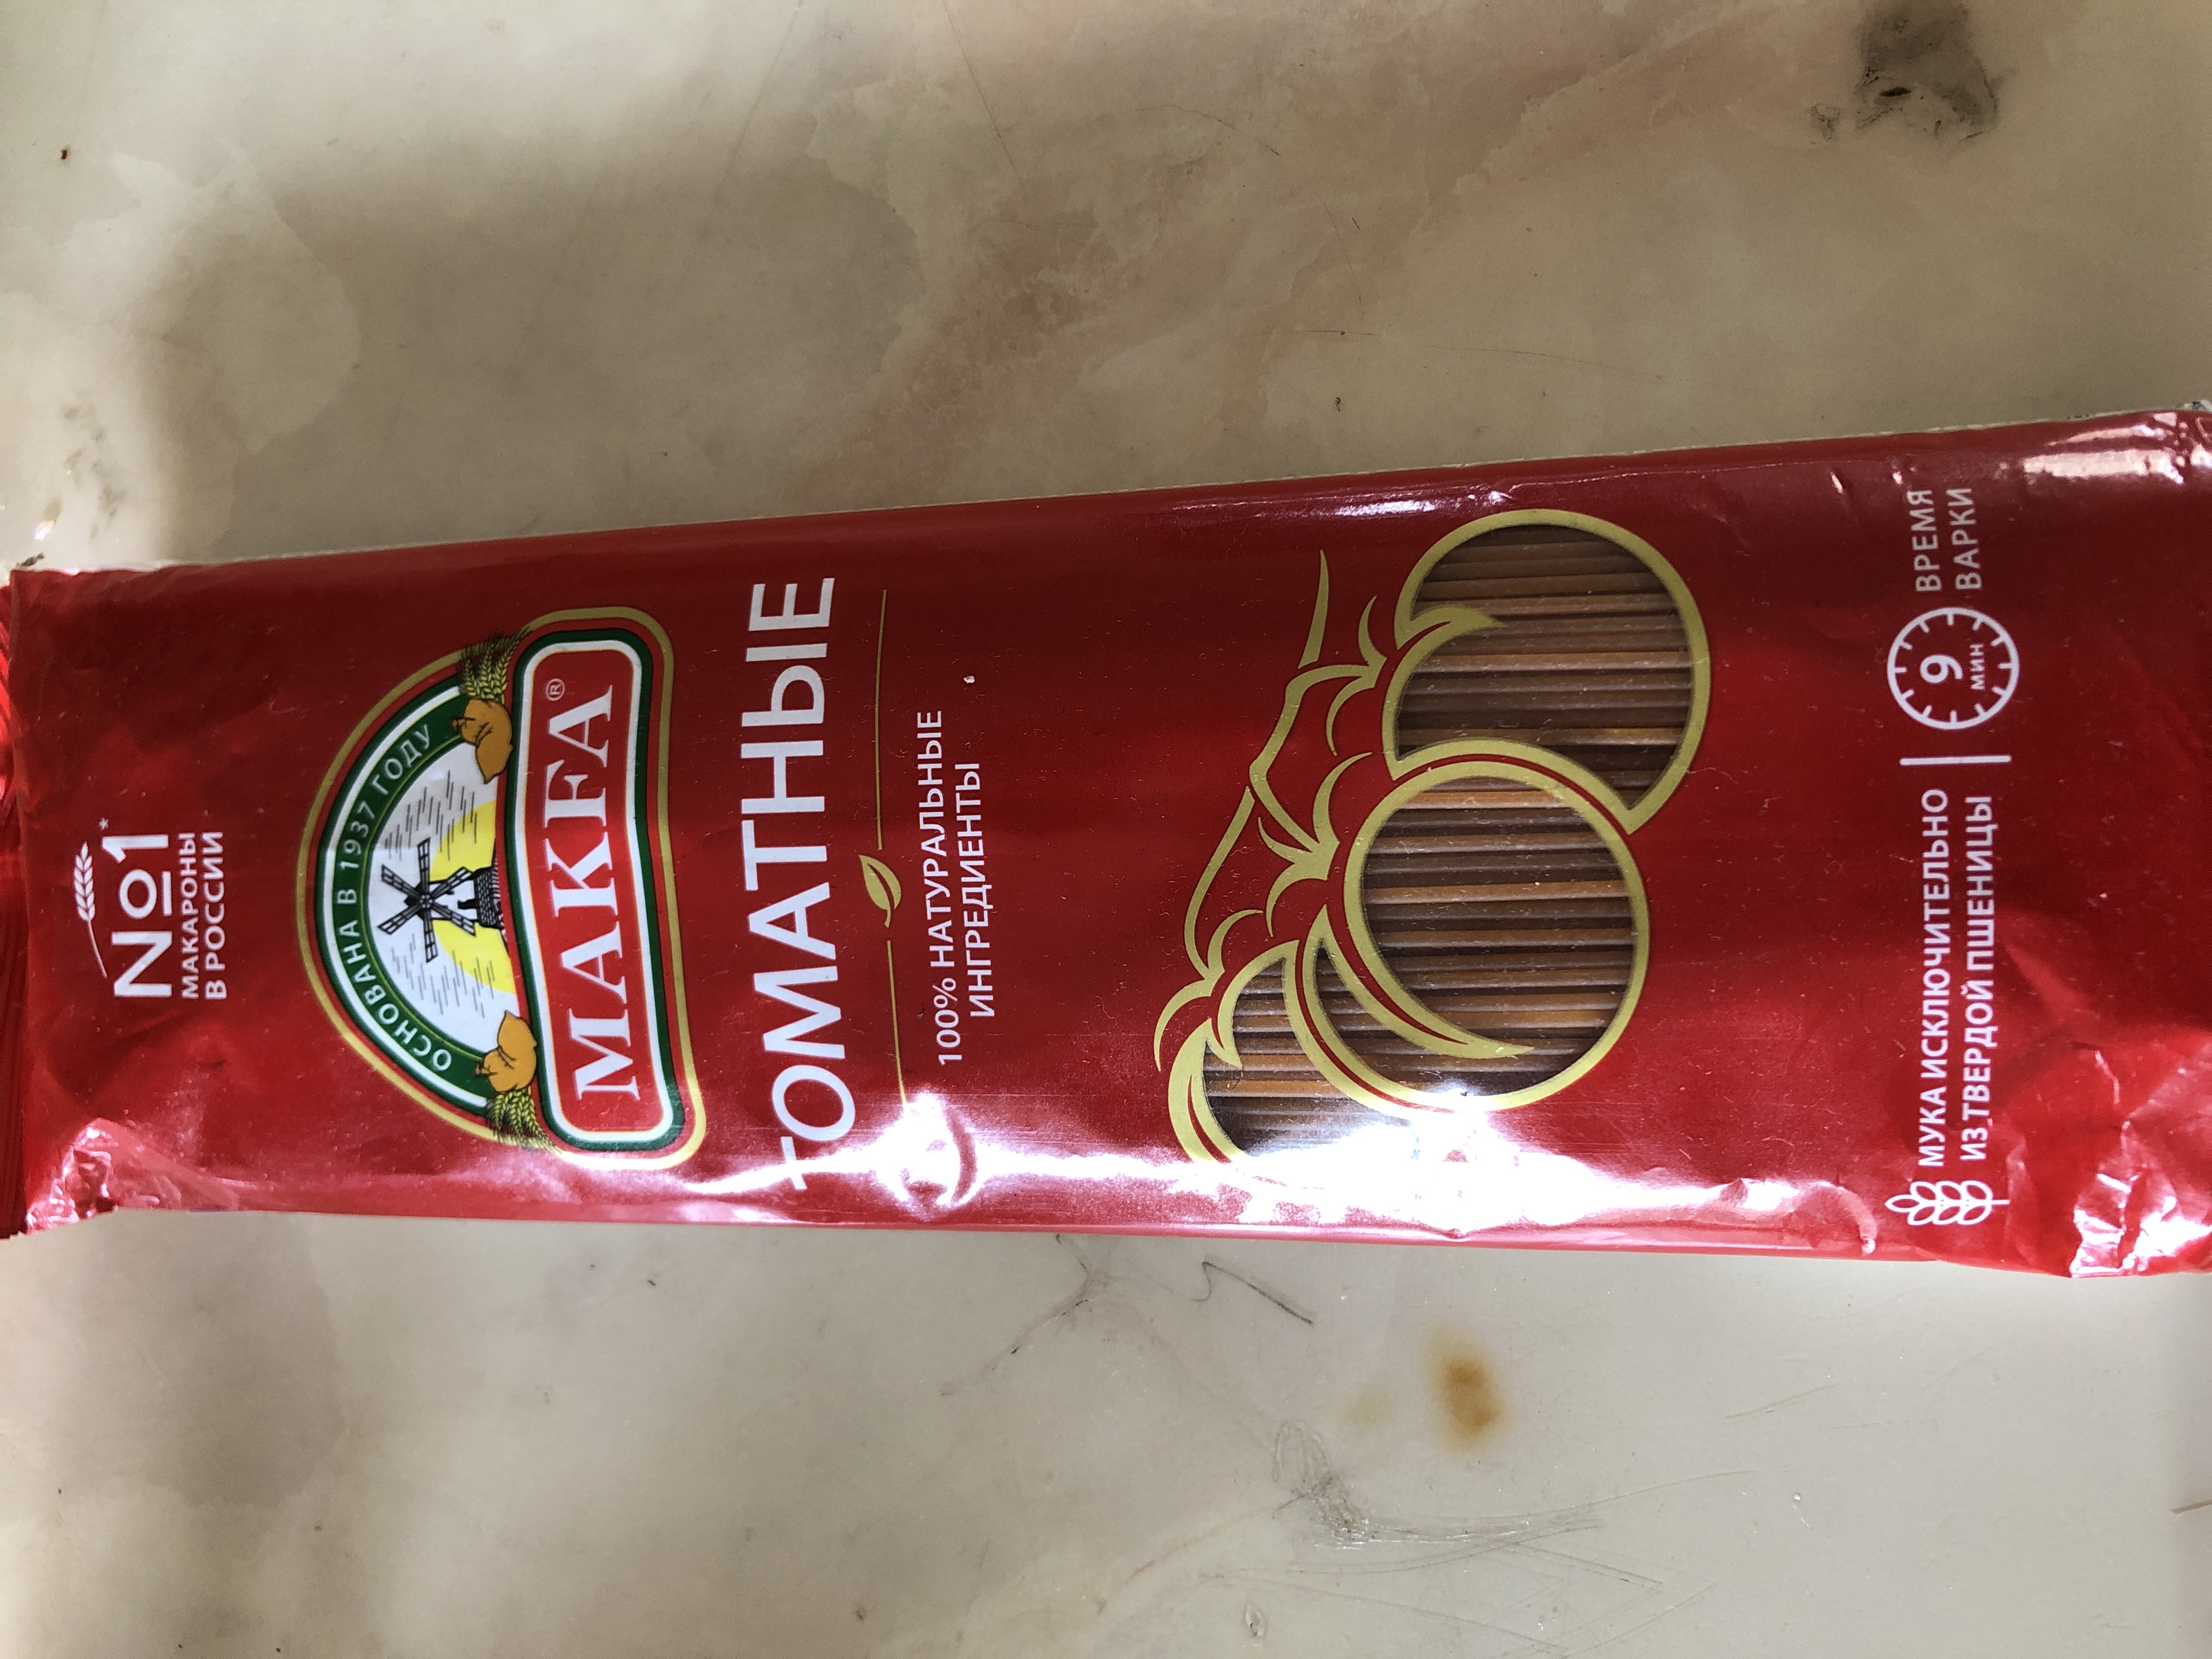 №1*
МАКАРОНЫ
В РОССИИ
ОСНОВАНА В 1937 ГОДУ
MAKFA®
ТОМАТНЫЕ
100% НАТУРАЛЬНЫЕ
ИНГРЕДИЕНТЫ
МУКА ИСКЛЮЧИТЕЛЬНО
ИЗ ТВЕРДОЙ ПШЕНИЦЫ
9
МИН
ВРЕМЯ
ВАРКИ